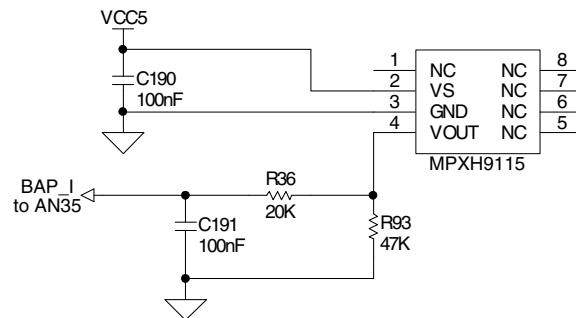 VCC5
C190
100nF
1 NC NC 8
2 VS NC 7
3 GND NC 6
4 VOUT NC 5
MPXH9115
BAP_I
to AN35
R36
20K
C191
100nF
R93
47K